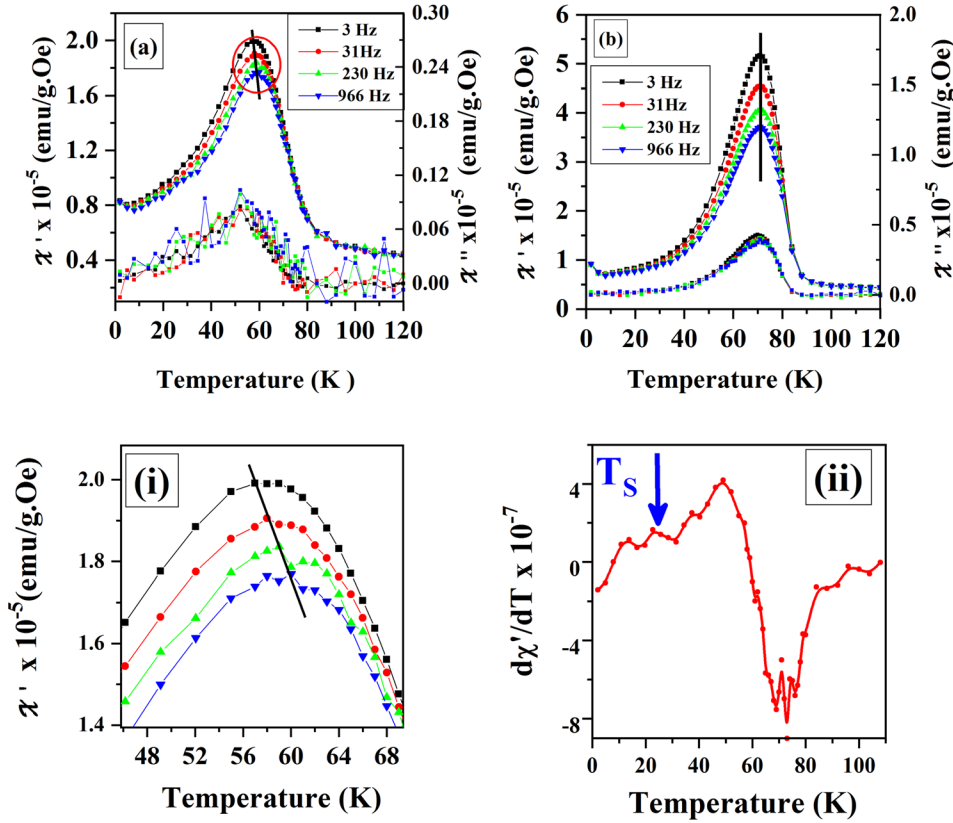 (a)
3 Hz
31Hz
230 Hz
966 Hz
χ ' x 10⁻⁵ (emu/g.Oe)
2.0
1.6
1.2
0.8
0.4
0.30
0.24
0.18
0.12
0.06
0.00
χ '' x10⁻⁵ (emu/g.Oe)
0 20 40 60 80 100 120
Temperature (K )
(b)
3 Hz
31Hz
230 Hz
966 Hz
χ ' x 10⁻⁵ (emu/g.Oe)
6
5
4
3
2
1
0
2.0
1.5
1.0
0.5
0.0
χ '' x10⁻⁵ (emu/g.Oe)
0 20 40 60 80 100 120
Temperature (K)
(i)
χ ' x 10⁻⁵(emu/g.Oe)
2.0
1.8
1.6
1.4
48 52 56 60 64 68
Temperature (K)
(ii)
T_S
dχ'/dT x 10⁻⁷
4
0
-4
-8
0 20 40 60 80 100
Temperature (K)